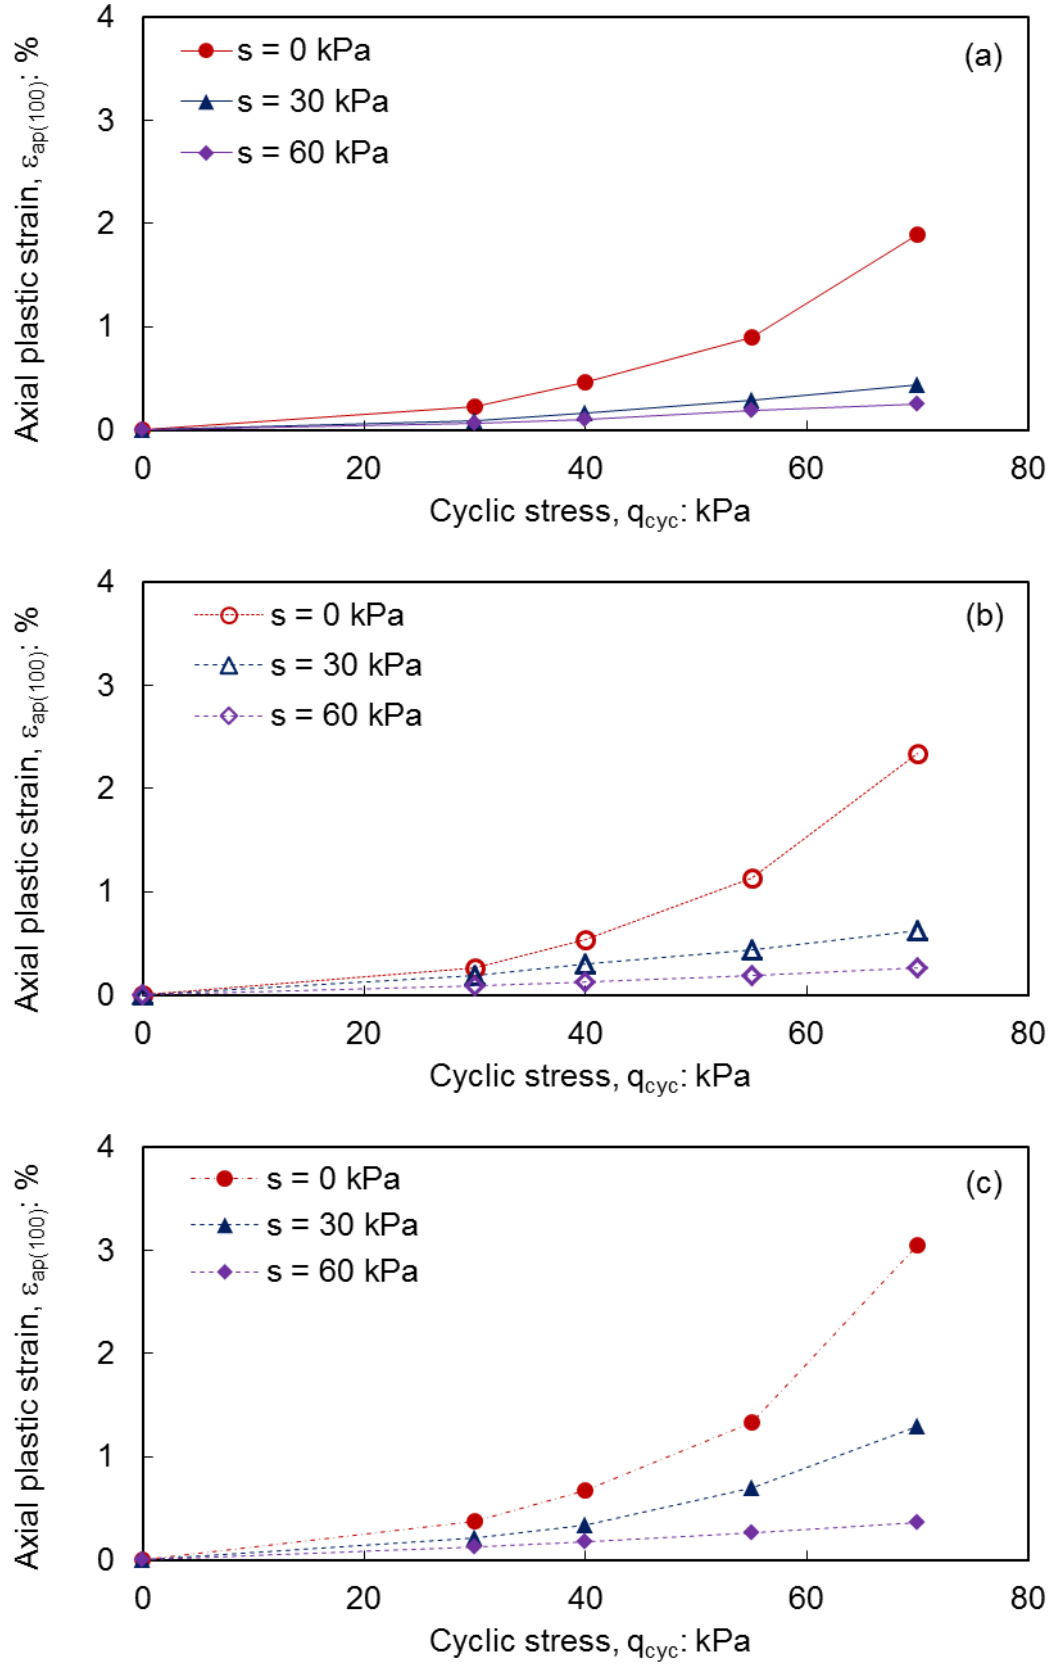 4
3
2
1
0
0 20 40 60 80
Axial plastic strain, εap(100): %
Cyclic stress, qcyc: kPa
s = 0 kPa
s = 30 kPa
s = 60 kPa
(a)
4
3
2
1
0
0 20 40 60 80
Axial plastic strain, εap(100): %
Cyclic stress, qcyc: kPa
s = 0 kPa
s = 30 kPa
s = 60 kPa
(b)
4
3
2
1
0
0 20 40 60 80
Axial plastic strain, εap(100): %
Cyclic stress, qcyc: kPa
s = 0 kPa
s = 30 kPa
s = 60 kPa
(c)